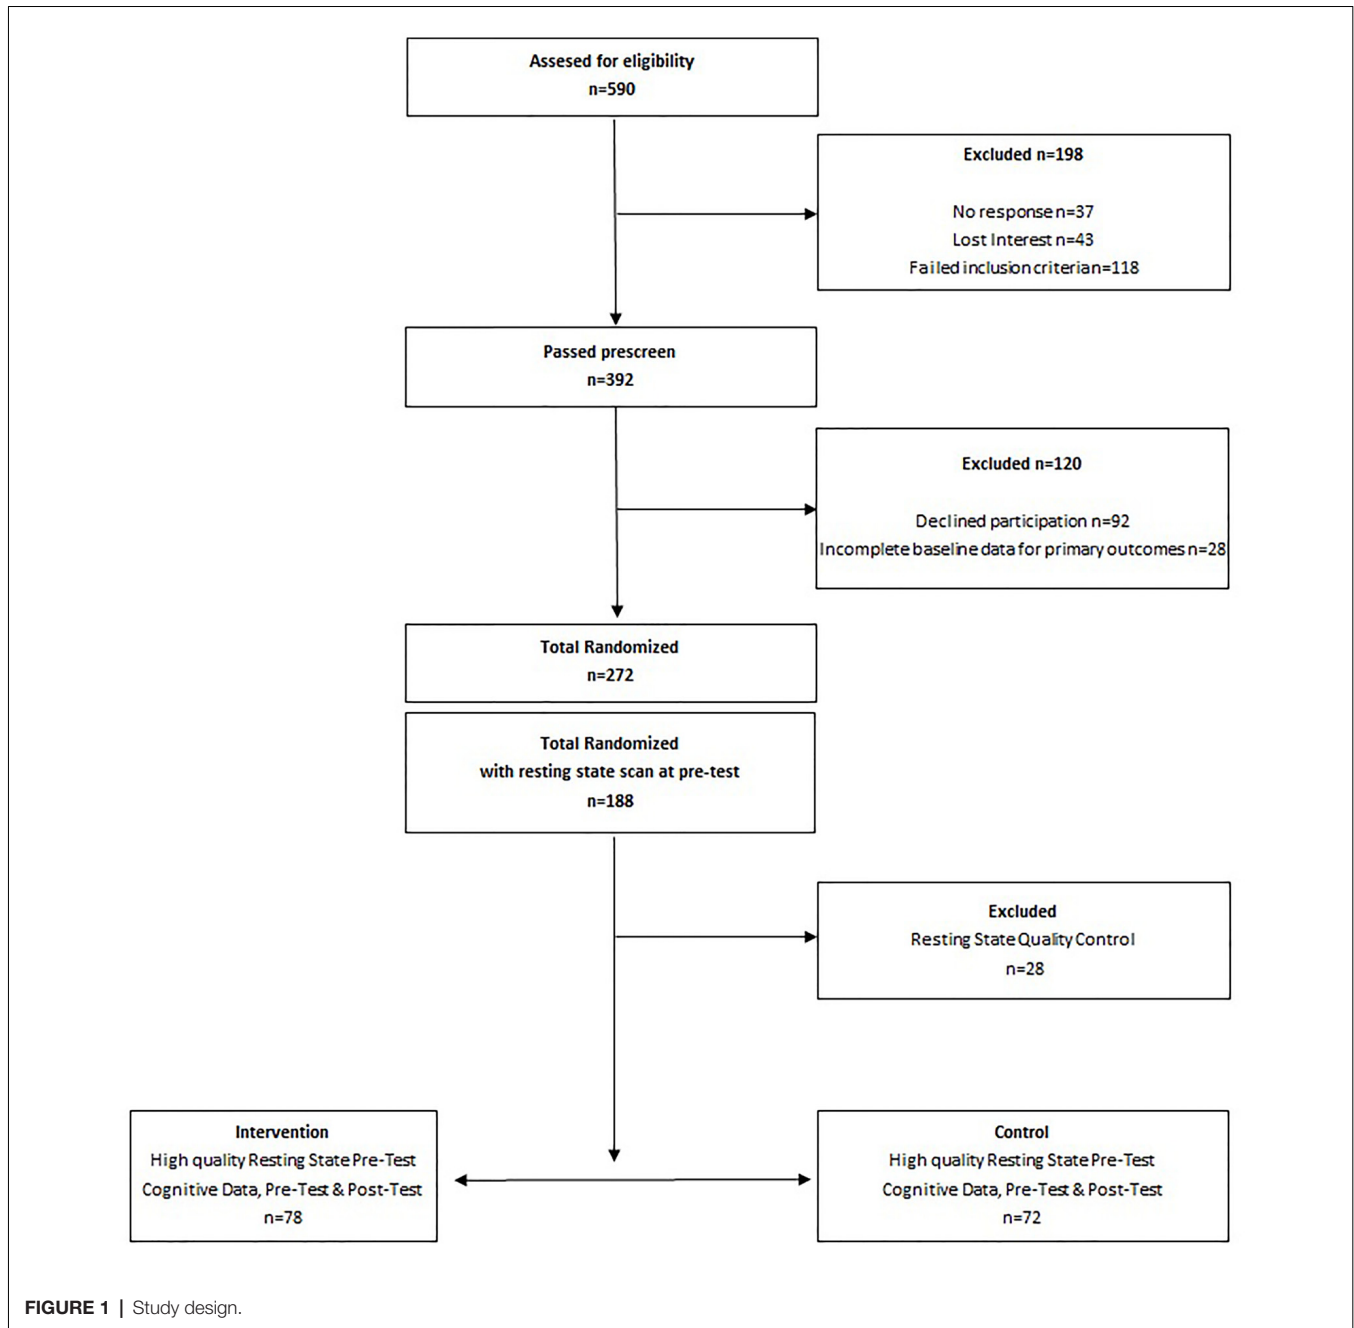 Assesed for eligibility
n=590
Excluded n=198
No response n=37
Lost Interest n=43
Failed inclusion criterian=118
Passed prescreen
n=392
Excluded n=120
Declined participation n=92
Incomplete baseline data for primary outcomes n=28
Total Randomized
n=272
Total Randomized
with resting state scan at pre-test
n=188
Excluded
Resting State Quality Control
n=28
Intervention
High quality Resting State Pre-Test
Cognitive Data, Pre-Test & Post-Test
n=78
Control
High quality Resting State Pre-Test
Cognitive Data, Pre-Test & Post-Test
n=72
FIGURE 1 | Study design.